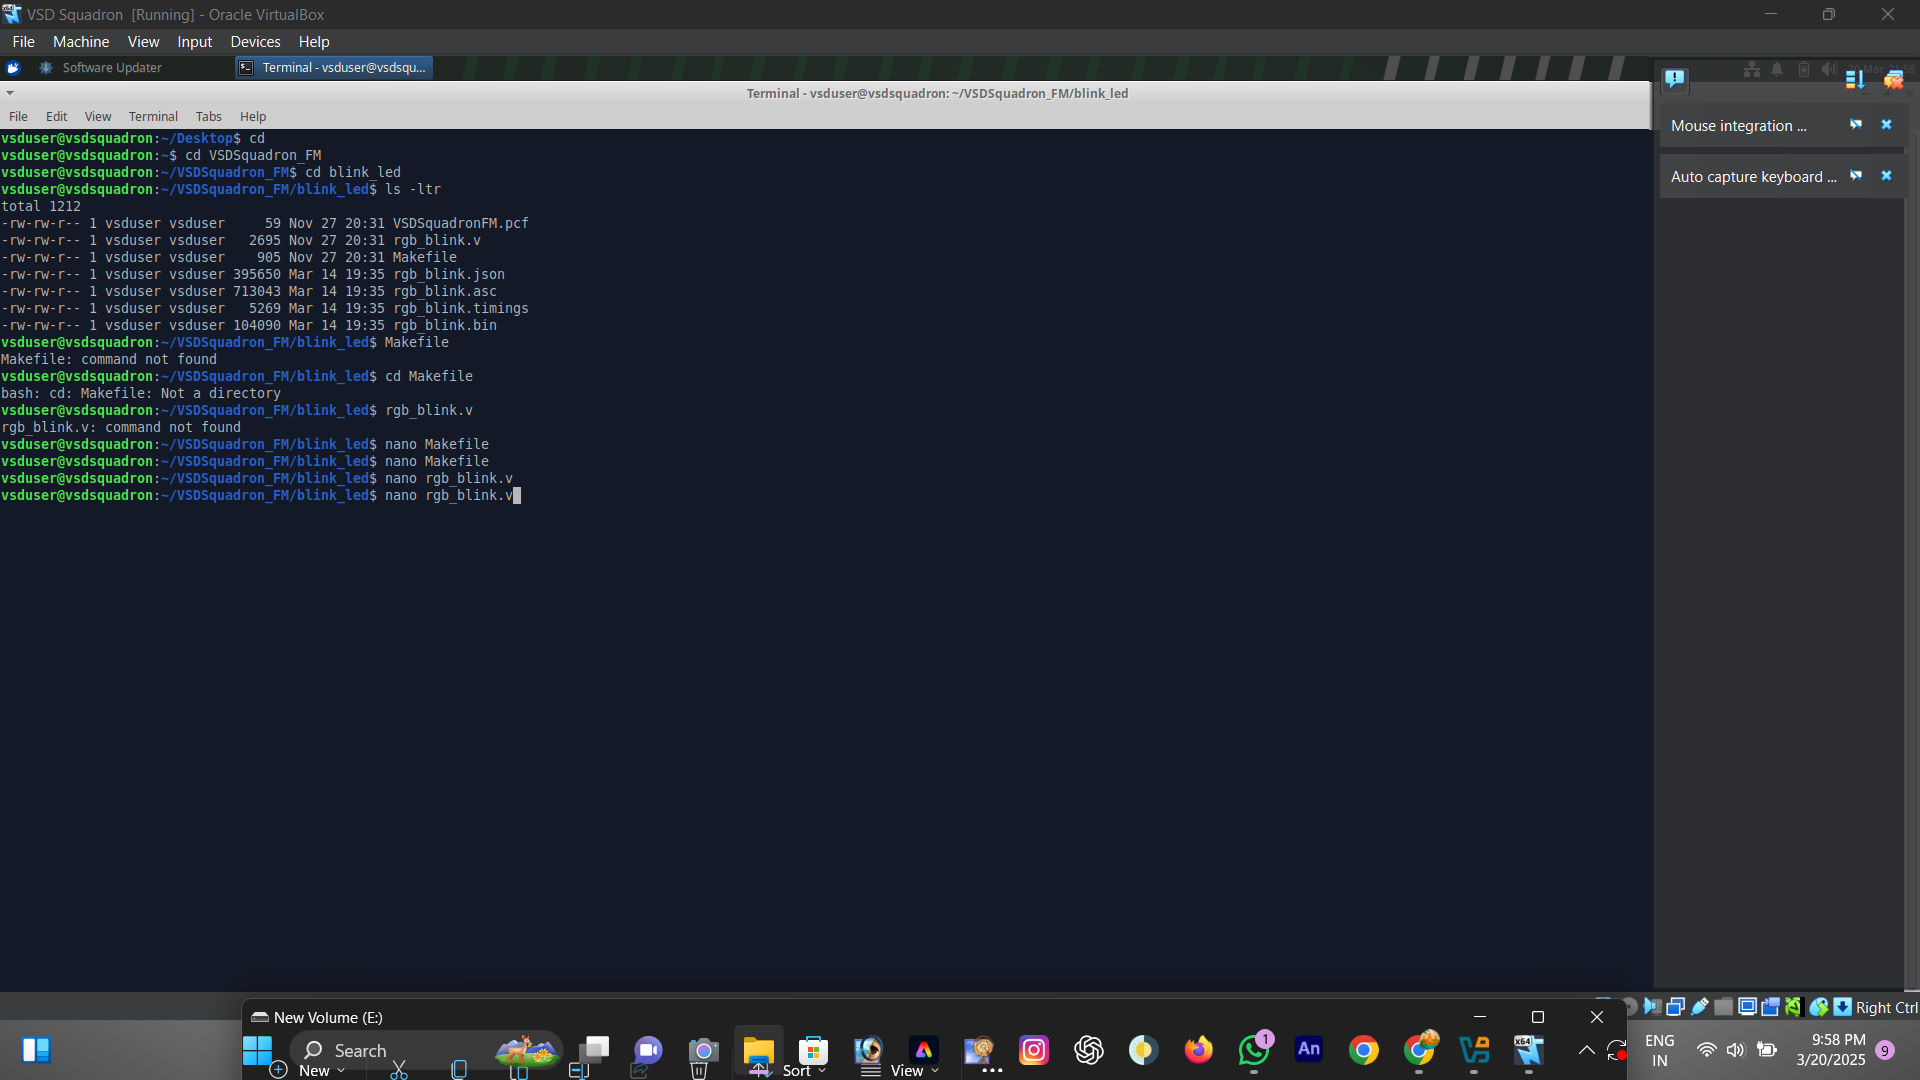 VSD Squadron [Running] - Oracle VirtualBox
File Machine View Input Devices Help
Software Updater
Terminal - vsduser@vsdsqu...
Terminal - vsduser@vsdsquadron: ~/VSDSquadron_FM/blink_led
File Edit View Terminal Tabs Help
vsduser@vsdsquadron:~/Desktop$ cd
vsduser@vsdsquadron:~$ cd VSDSquadron_FM
vsduser@vsdsquadron:~/VSDSquadron_FM$ cd blink_led
vsduser@vsdsquadron:~/VSDSquadron_FM/blink_led$ ls -ltr
total 1212
-rw-rw-r-- 1 vsduser vsduser     59 Nov 27 20:31 VSDSquadronFM.pcf
-rw-rw-r-- 1 vsduser vsduser   2695 Nov 27 20:31 rgb_blink.v
-rw-rw-r-- 1 vsduser vsduser    905 Nov 27 20:31 Makefile
-rw-rw-r-- 1 vsduser vsduser 395650 Mar 14 19:35 rgb_blink.json
-rw-rw-r-- 1 vsduser vsduser 713043 Mar 14 19:35 rgb_blink.asc
-rw-rw-r-- 1 vsduser vsduser   5269 Mar 14 19:35 rgb_blink.timings
-rw-rw-r-- 1 vsduser vsduser 104090 Mar 14 19:35 rgb_blink.bin
vsduser@vsdsquadron:~/VSDSquadron_FM/blink_led$ Makefile
Makefile: command not found
vsduser@vsdsquadron:~/VSDSquadron_FM/blink_led$ cd Makefile
bash: cd: Makefile: Not a directory
vsduser@vsdsquadron:~/VSDSquadron_FM/blink_led$ rgb_blink.v
rgb_blink.v: command not found
vsduser@vsdsquadron:~/VSDSquadron_FM/blink_led$ nano Makefile
vsduser@vsdsquadron:~/VSDSquadron_FM/blink_led$ nano Makefile
vsduser@vsdsquadron:~/VSDSquadron_FM/blink_led$ nano rgb_blink.v
vsduser@vsdsquadron:~/VSDSquadron_FM/blink_led$ nano rgb_blink.v
Mouse integration ...
Auto capture keyboard ...
Right Ctrl
New Volume (E:)
Search
New
Sort
View
x64
An
1
ENG
IN
9:58 PM
3/20/2025
9